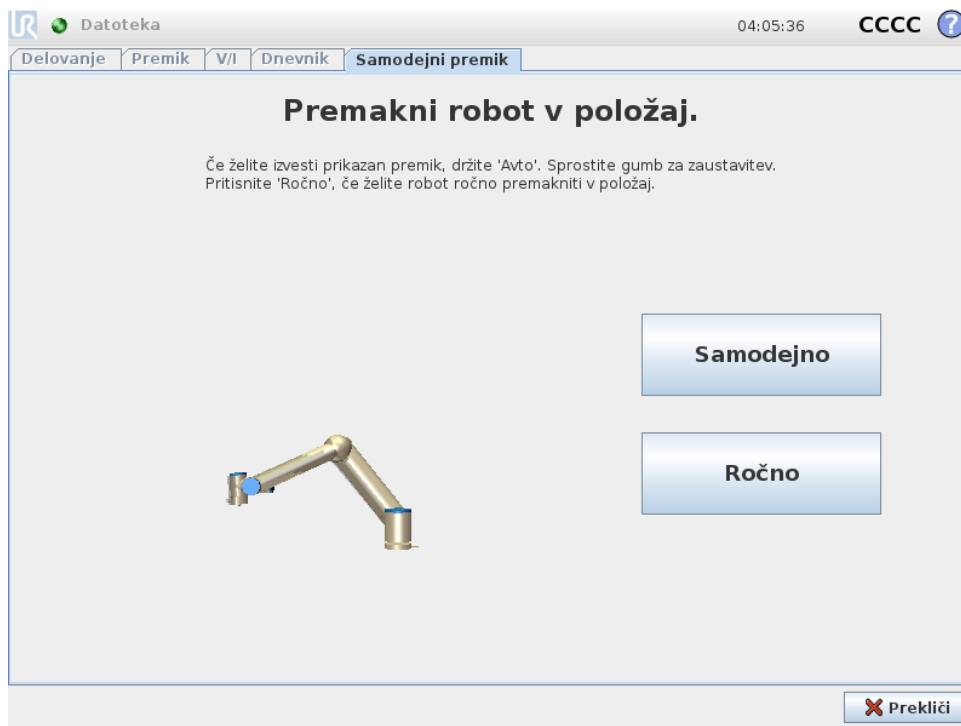 UR Datoteka 04:05:36 CCCC ?
Delovanje Premik V/I Dnevnik Samodejni premik
Premakni robot v položaj.
Če želite izvesti prikazan premik, držite 'Avto'. Sprostite gumb za zaustavitev.
Pritisnite 'Ročno', če želite robot ročno premakniti v položaj.
Samodejno
Ročno
Prekliči